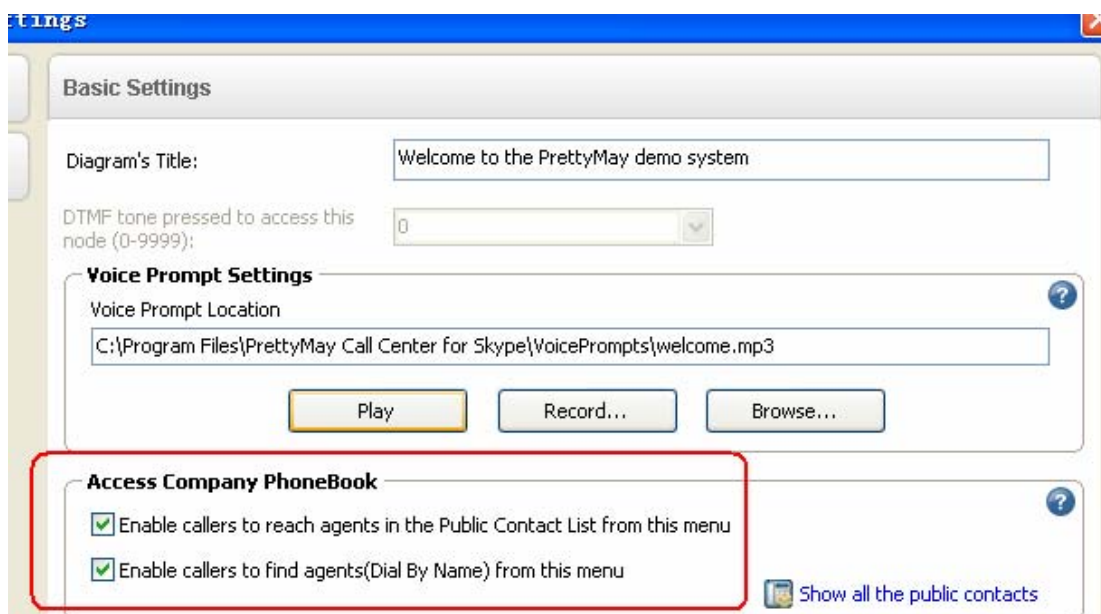 ttings
Basic Settings
Diagram's Title:
Welcome to the PrettyMay demo system
DTMF tone pressed to access this
node (0-9999):
0
Voice Prompt Settings
Voice Prompt Location
C:\Program Files\PrettyMay Call Center for Skype\VoicePrompts\welcome.mp3
Play
Record...
Browse...
Access Company PhoneBook
Enable callers to reach agents in the Public Contact List from this menu
Enable callers to find agents(Dial By Name) from this menu
Show all the public contacts